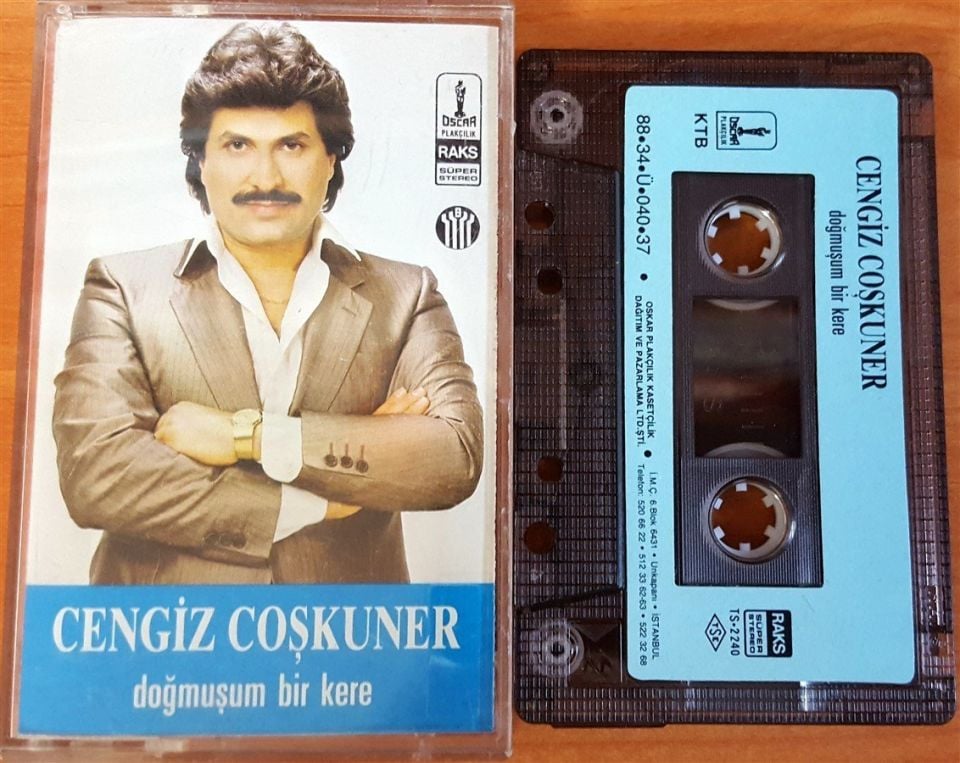 OSCAR
PLAKÇILIK
RAKS
SÜPER
STEREO
B
CENGİZ COŞKUNER
doğmuşum bir kere
CENGİZ COŞKUNER
doğmuşum bir kere
OSCAR
PLAKÇILIK
KTB
88•34•Ü•040•37
• OSKAR PLAKÇILIK KASETÇİLİK
DAĞITIM VE PAZARLAMA LTD.ŞTİ. •
İ.M.Ç. 6.Blok 6431 • Unkapanı • İSTANBUL
Telefon: 520 66 22 • 512 33 62-63 • 522 32 68
RAKS
SÜPER
STEREO
TS-2240
TSE